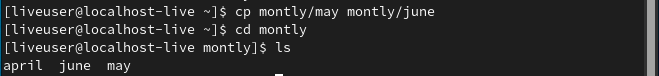 [liveuser@localhost-live ~]$ cp montly/may montly/june
[liveuser@localhost-live ~]$ cd montly
[liveuser@localhost-live montly]$ ls
april  june  may